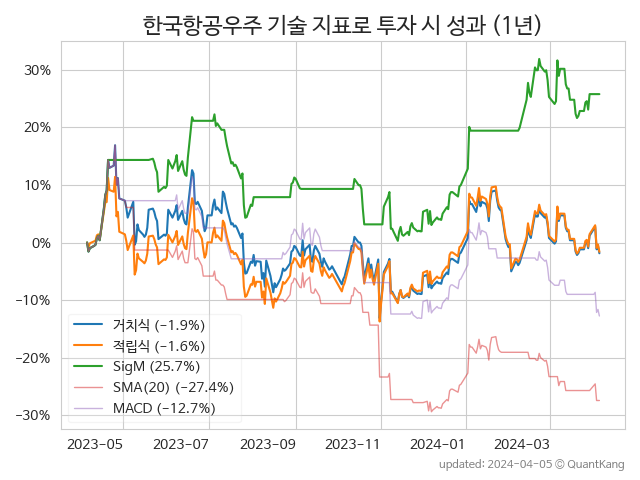 한국항공우주 기술 지표로 투자 시 성과 (1년)
30%
20%
10%
0%
−10%
−20%
−30%
거치식 (−1.9%)
적립식 (−1.6%)
SigM (25.7%)
SMA(20) (−27.4%)
MACD (−12.7%)
2023−05 2023−07 2023−09 2023−11 2024−01 2024−03
updated: 2024−04−05 © QuantKang